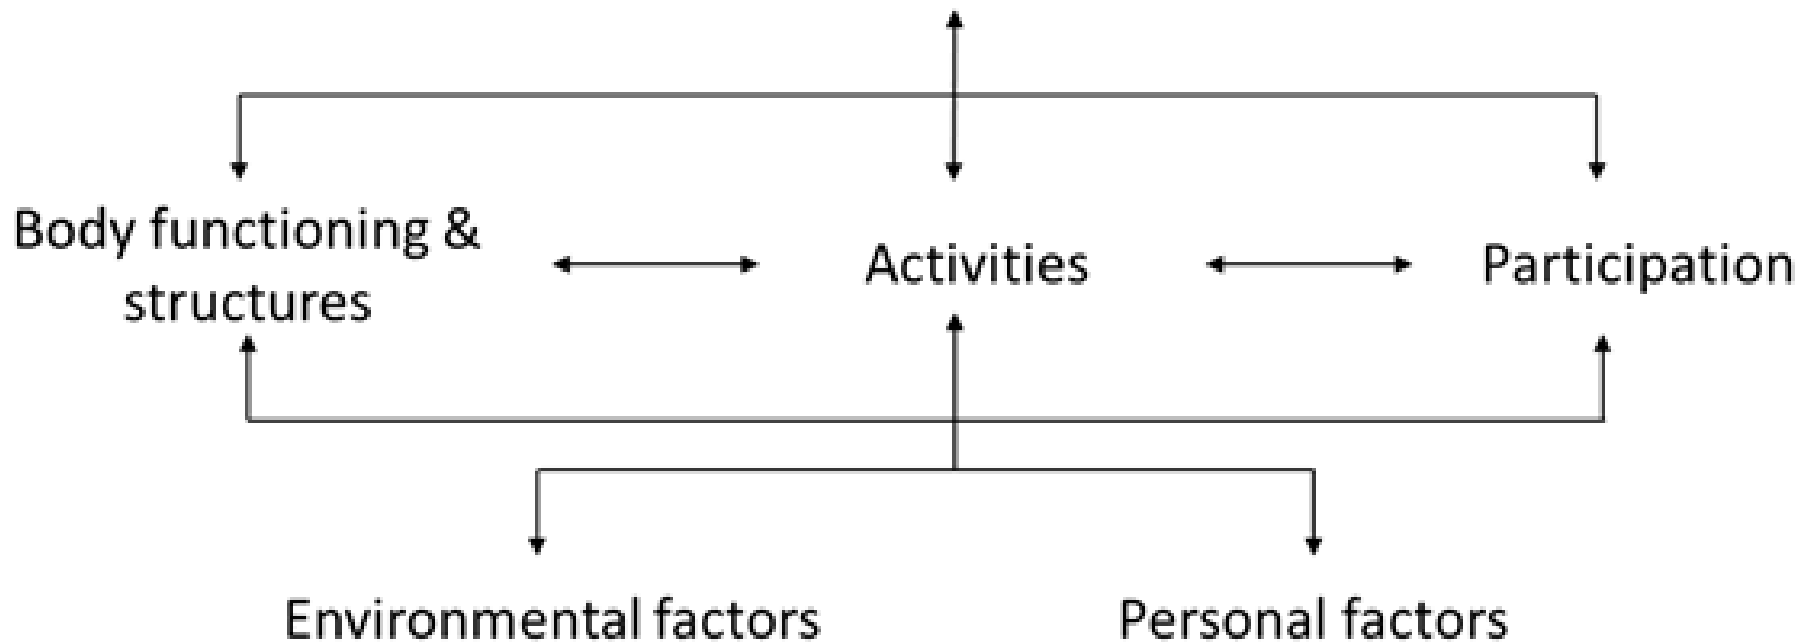 Body functioning &
structures
Activities
Participation
Environmental factors
Personal factors